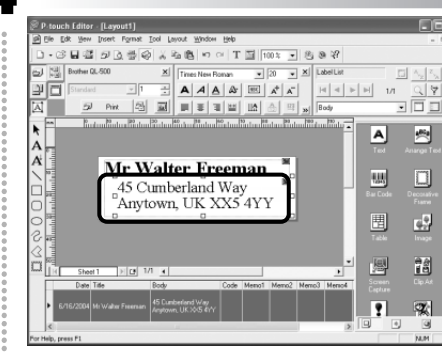 P-touch Editor - [Layout1]
File Edit View Insert Format Tool Layout Window Help
100 %
Brother QL-500
Times New Roman
20
Label List
Standard
1
1/1
Print
Body
Mr Walter Freeman
45 Cumberland Way
Anytown, UK XX5 4YY
Text
Arrange Text
Bar Code
Decorative Frame
Table
Image
Screen Capture
Clip Art
Sheet 1
1/1
Date Title Body Code Memo1 Memo2 Memo3 Memo4
6/16/2004 Mr Walter Freeman 45 Cumberland Way
Anytown, UK XX5 4YY
For Help, press F1
NUM